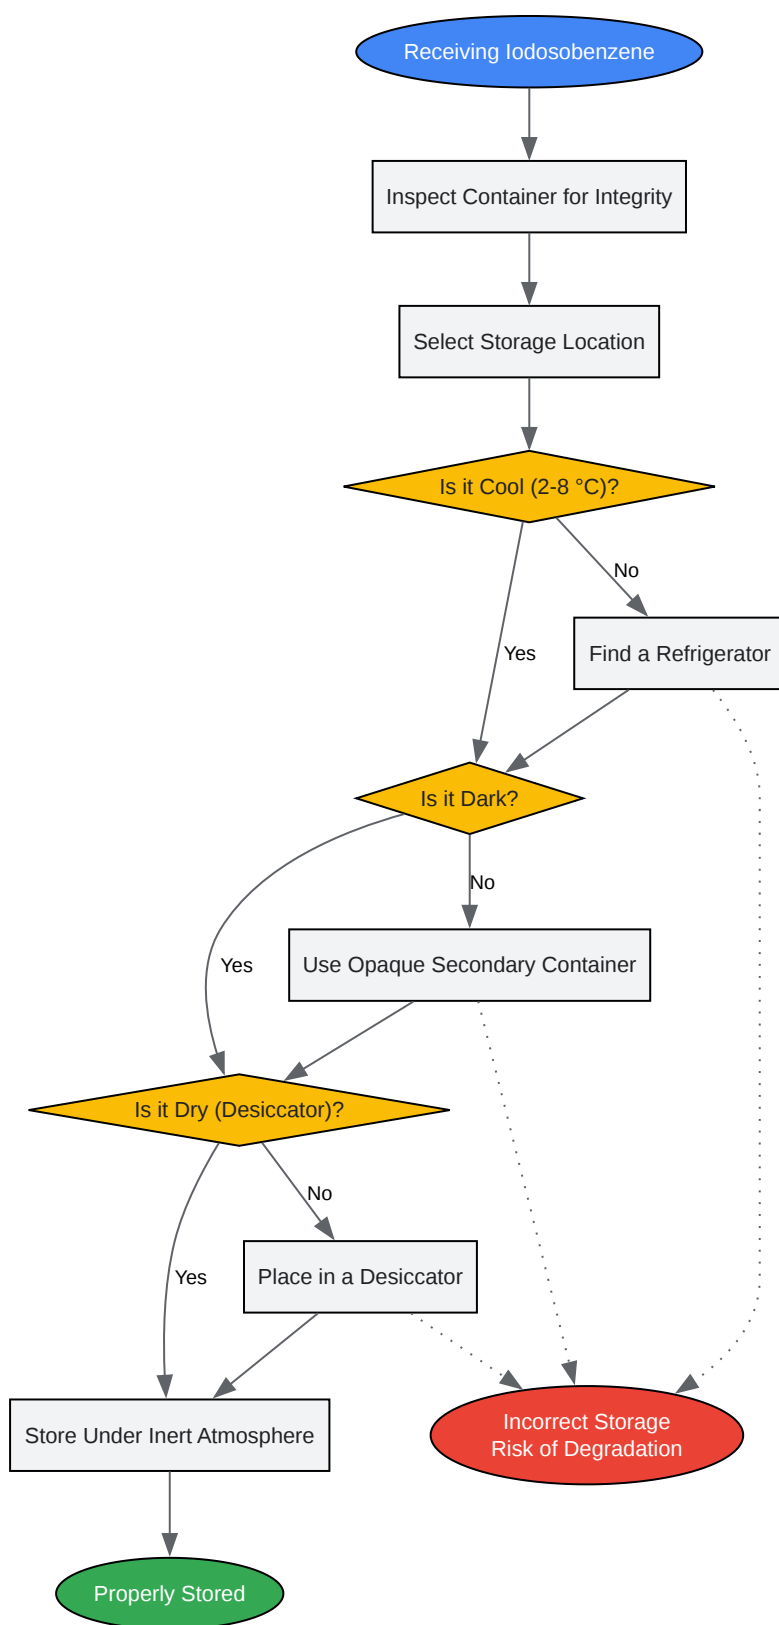 Receiving Iodosobenzene
Inspect Container for Integrity
Select Storage Location
Is it Cool (2-8 °C)?
No
Yes
Find a Refrigerator
Is it Dark?
No
Yes
Use Opaque Secondary Container
Is it Dry (Desiccator)?
No
Yes
Place in a Desiccator
Store Under Inert Atmosphere
Incorrect Storage
Risk of Degradation
Properly Stored